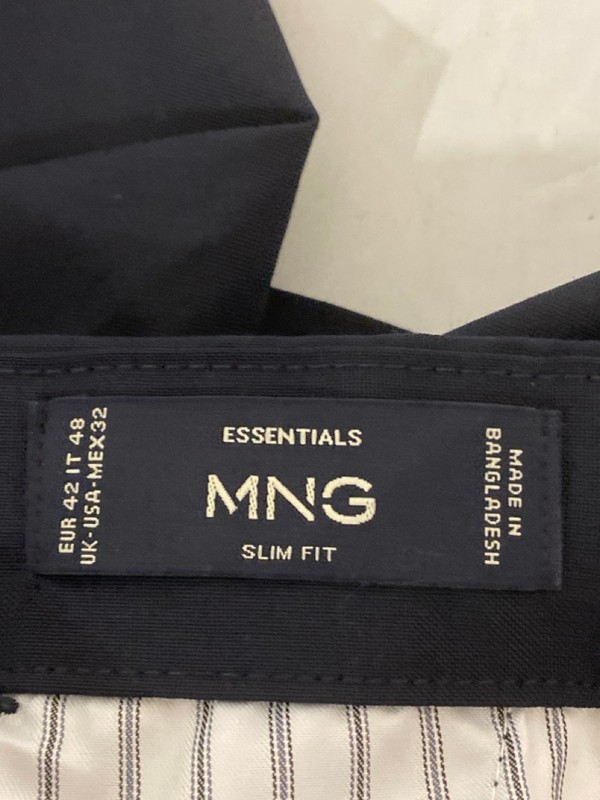 EUR 42 IT 48
UK-USA-MEX 32
ESSENTIALS
MNG
SLIM FIT
MADE IN
BANGLADESH